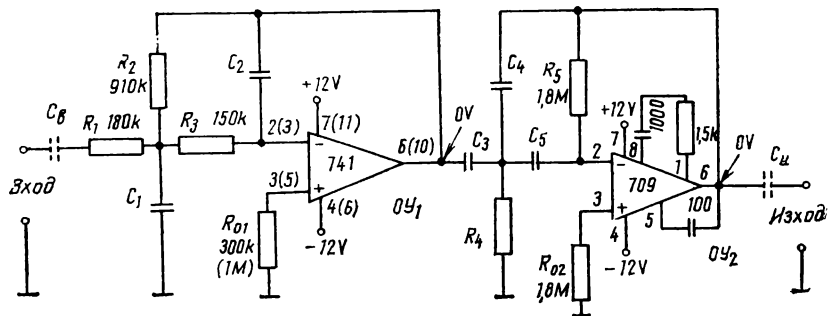 R₂
910k
C₂
+12V
7(11)
Cв
R₁ 180k
R₃ 150k
2(3)
−
741
6(10)
0V
Вход
C₁
3(5)
+
4(6)
−12V
ОУ₁
R₀₁
300k
(1M)
C₃
C₄
R₅
1,8M
C₅
R₄
+12V
7
8
1000
1,5k
1
2
−
709
6
0V
3
+
5
100
4
−12V
ОУ₂
R₀₂
1,8M
Cи
Изход